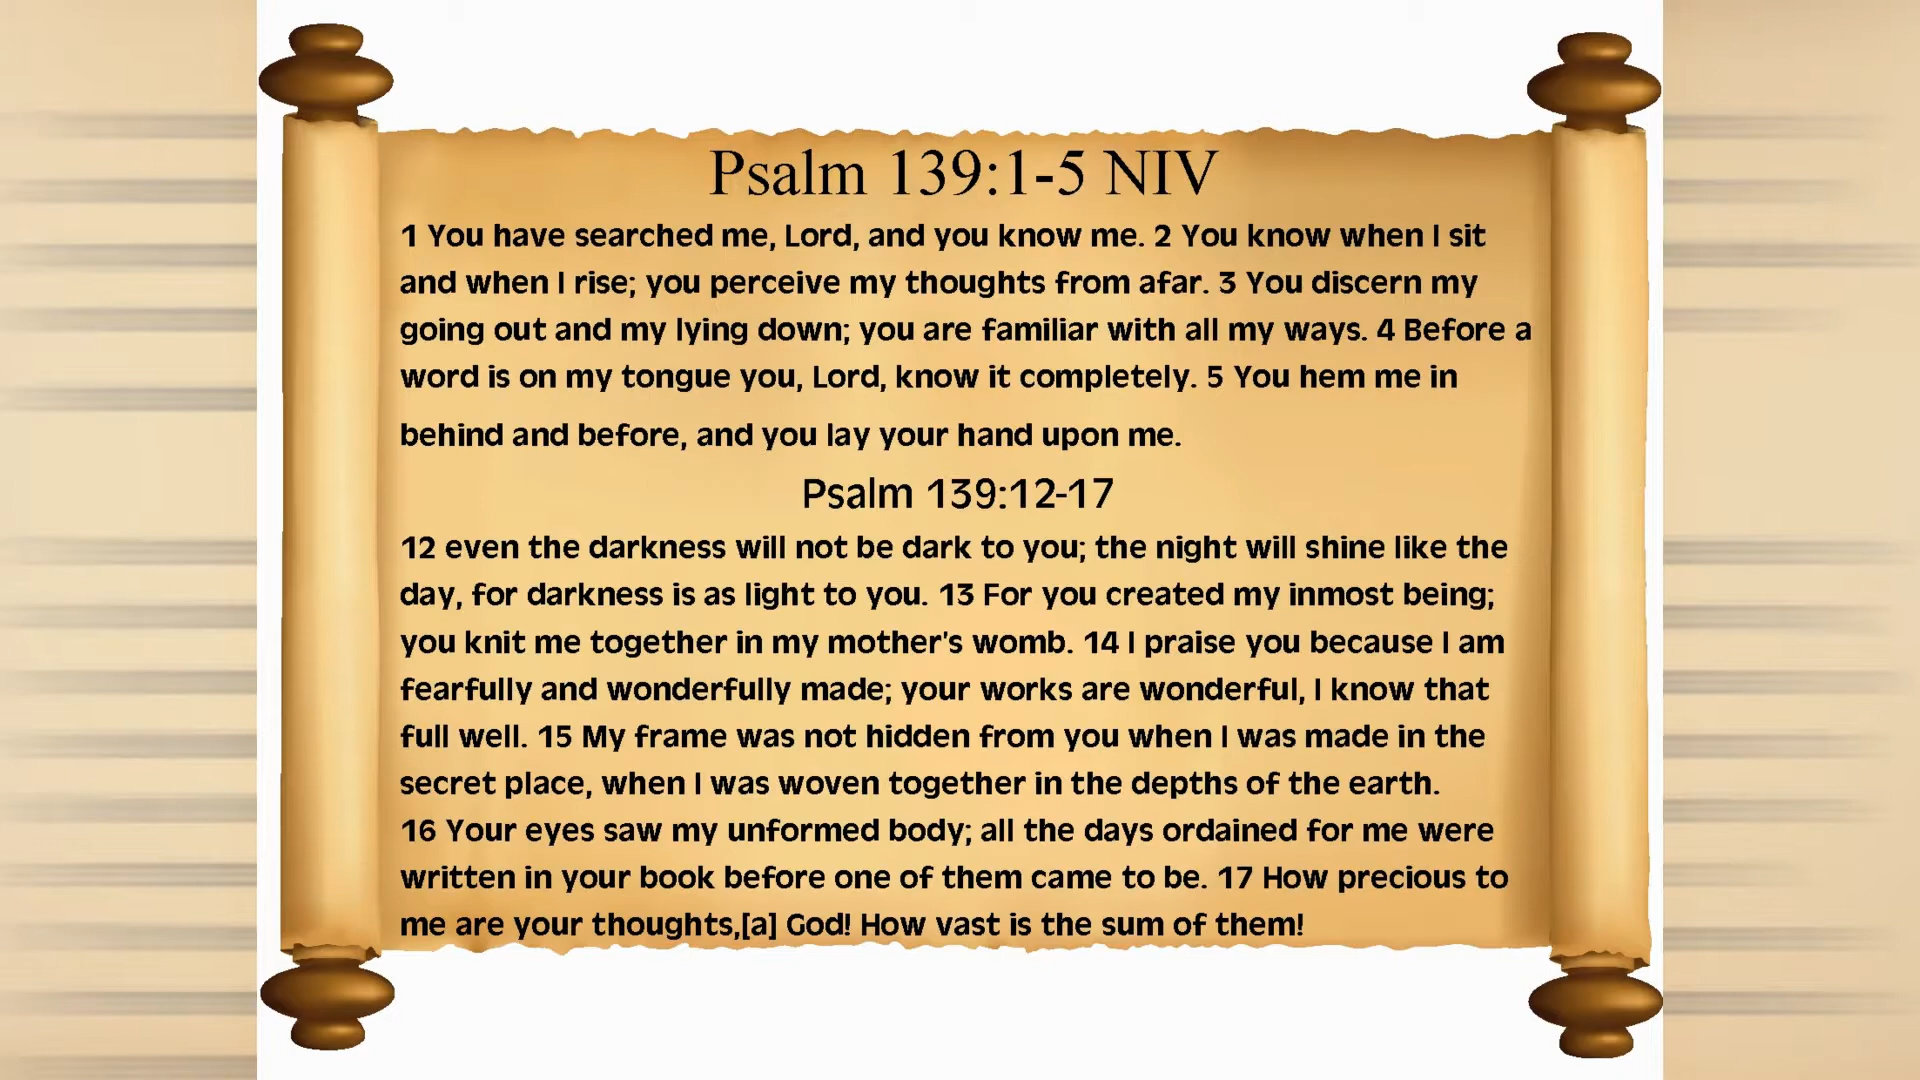 Psalm 139:1-5 NIV
1 You have searched me, Lord, and you know me. 2 You know when I sit
and when I rise; you perceive my thoughts from afar. 3 You discern my
going out and my lying down; you are familiar with all my ways. 4 Before a
word is on my tongue you, Lord, know it completely. 5 You hem me in
behind and before, and you lay your hand upon me.
Psalm 139:12-17
12 even the darkness will not be dark to you; the night will shine like the
day, for darkness is as light to you. 13 For you created my inmost being;
you knit me together in my mother's womb. 14 I praise you because I am
fearfully and wonderfully made; your works are wonderful, I know that
full well. 15 My frame was not hidden from you when I was made in the
secret place, when I was woven together in the depths of the earth.
16 Your eyes saw my unformed body; all the days ordained for me were
written in your book before one of them came to be. 17 How precious to
me are your thoughts,[a] God! How vast is the sum of them!